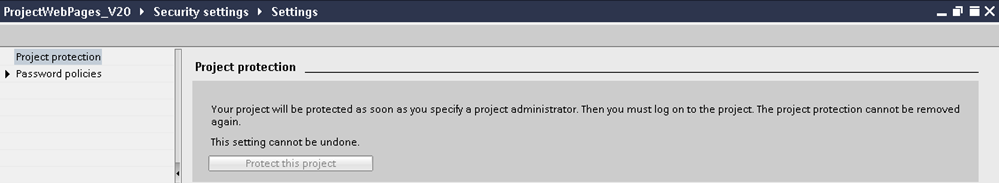 ProjectWebPages_V20 ▸ Security settings ▸ Settings
Project protection
Password policies
Project protection
Your project will be protected as soon as you specify a project administrator. Then you must log on to the project. The project protection cannot be removed
again.
This setting cannot be undone.
Protect this project